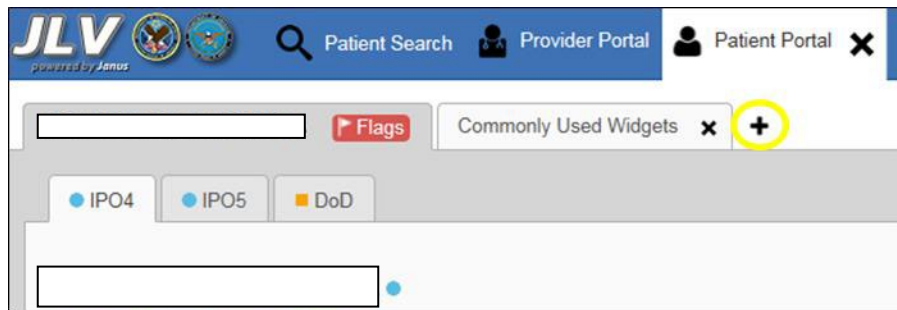 JLV Patient Search Provider Portal Patient Portal
powered by Janus
Flags Commonly Used Widgets
IPO4 IPO5 DoD